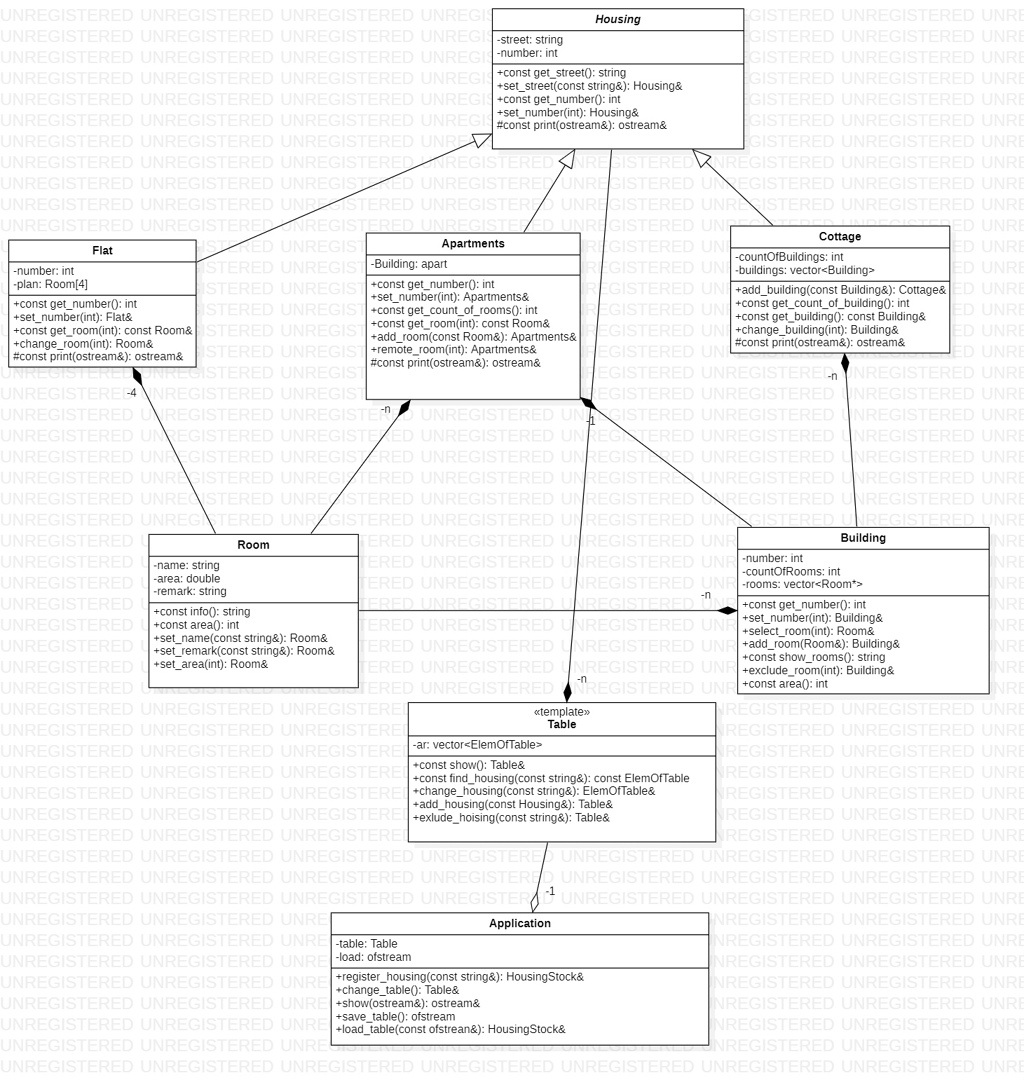 Housing
-street: string
-number: int
+const get_street(): string
+set_street(const string&): Housing&
+const get_number(): int
+set_number(int): Housing&
#const print(ostream&): ostream&
Flat
-number: int
-plan: Room[4]
+const get_number(): int
+set_number(int): Flat&
+const get_room(int): const Room&
+change_room(int): Room&
#const print(ostream&): ostream&
Apartments
-Building: apart
+const get_number(): int
+set_number(int): Apartments&
+const get_count_of_rooms(): int
+const get_room(int): const Room&
+add_room(const Room&): Apartments&
+remote_room(int): Apartments&
#const print(ostream&): ostream&
Cottage
-countOfBuildings: int
-buildings: vector<Building>
+add_building(const Building&): Cottage&
+const get_count_of_building(): int
+const get_building(): const Building&
+change_building(int): Building&
#const print(ostream&): ostream&
-4
-n
-1
-n
Room
-name: string
-area: double
-remark: string
+const info(): string
+const area(): int
+set_name(const string&): Room&
+set_remark(const string&): Room&
+set_area(int): Room&
-n
Building
-number: int
-countOfRooms: int
-rooms: vector<Room*>
+const get_number(): int
+set_number(int): Building&
+select_room(int): Room&
+add_room(Room&): Building&
+const show_rooms(): string
+exclude_room(int): Building&
+const area(): int
-n
«template»
Table
-ar: vector<ElemOfTable>
+const show(): Table&
+const find_housing(const string&): const ElemOfTable
+change_housing(const string&): ElemOfTable&
+add_housing(const Housing&): Table&
+exlude_hoising(const string&): Table&
-1
Application
-table: Table
-load: ofstream
+register_housing(const string&): HousingStock&
+change_table(): Table&
+show(ostream&): ostream&
+save_table(): ofstream
+load_table(const ofstrean&): HousingStock&